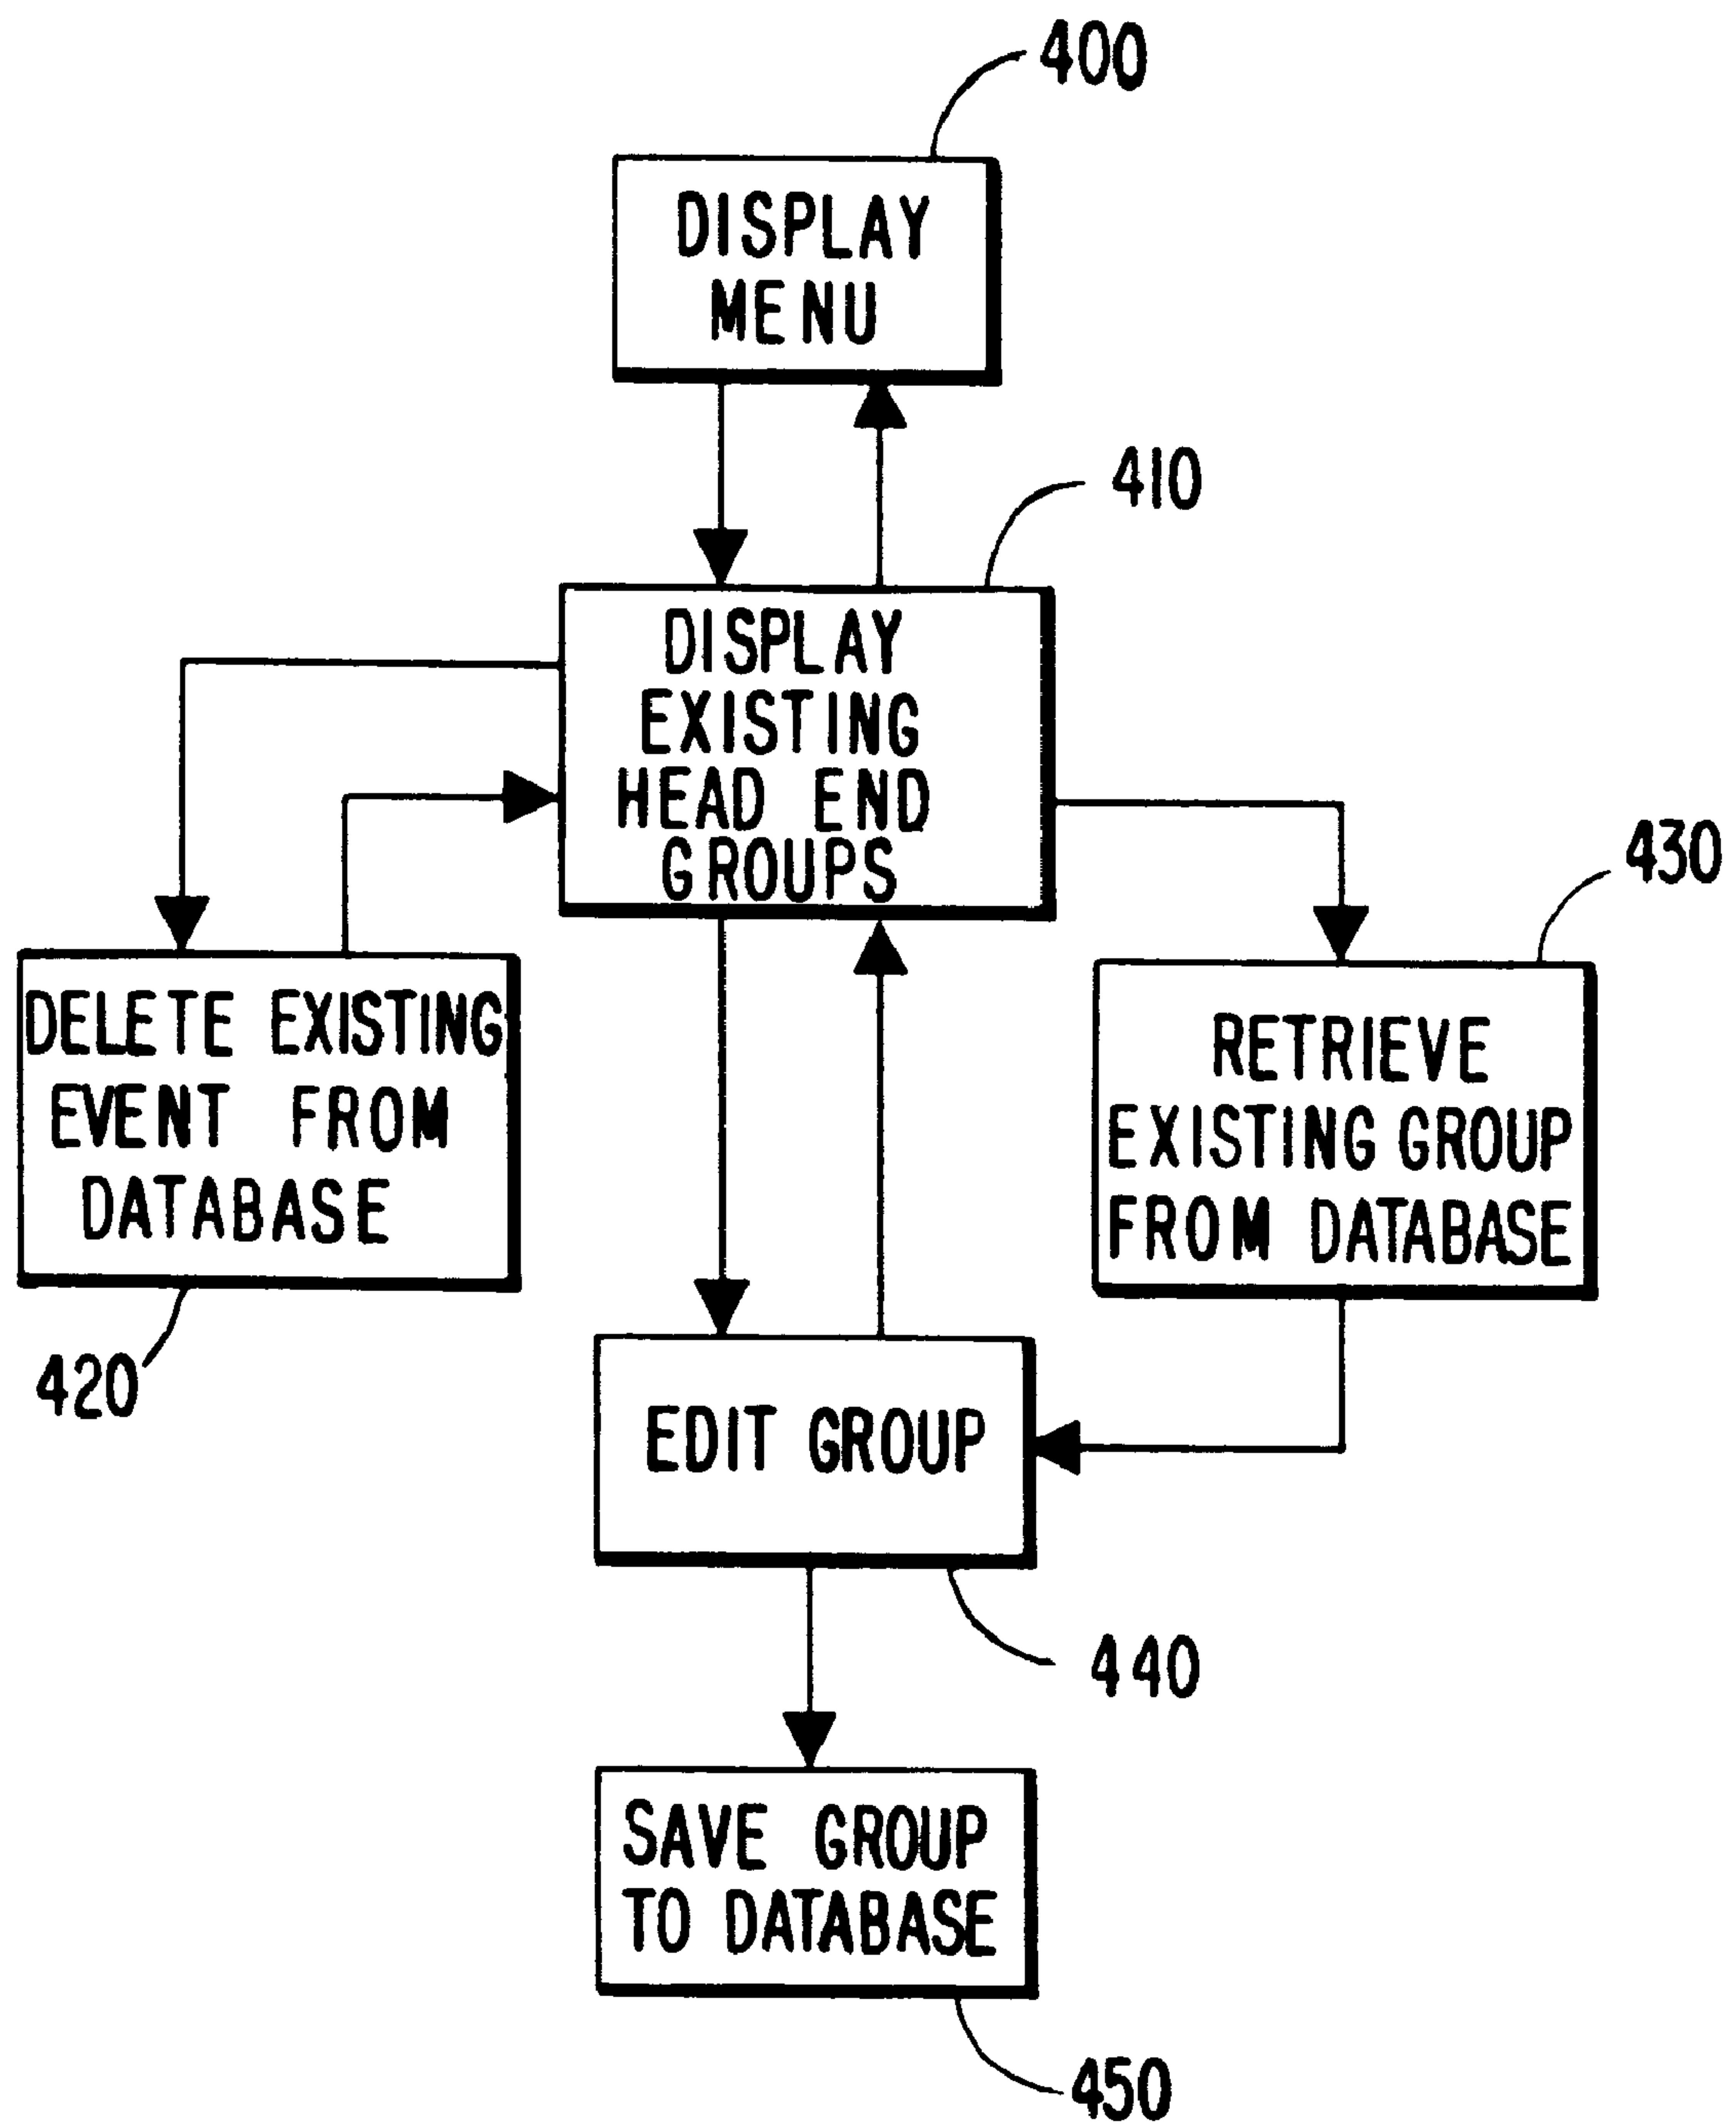 400
DISPLAY
MENU
410
DISPLAY
EXISTING
HEAD END
GROUPS
430
DELETE EXISTING
EVENT FROM
DATABASE
RETRIEVE
EXISTING GROUP
FROM DATABASE
420
EDIT GROUP
440
SAVE GROUP
TO DATABASE
450